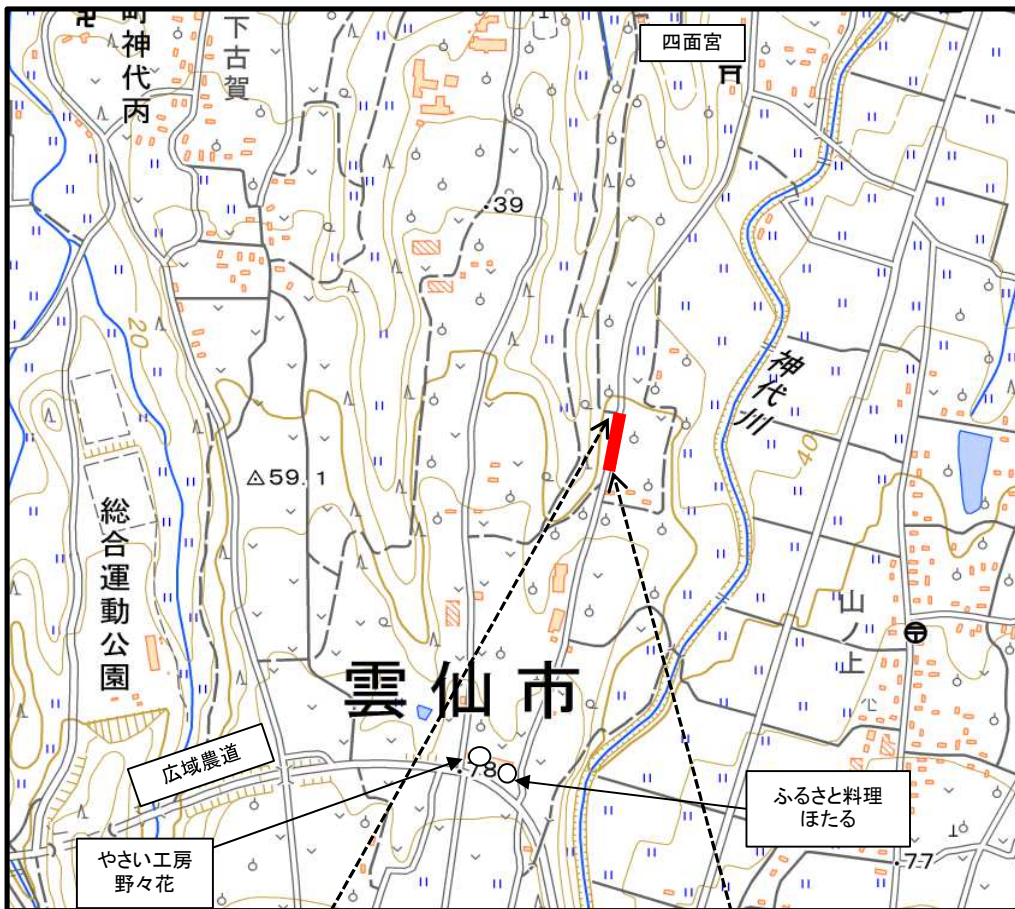 四面宮
町神代丙
下古賀
39
20
神代川
40
59.1
総合運動公園
山ノ上
雲仙市
広域農道
78
ふるさと料理
ほたる
やさい工房
野々花
77